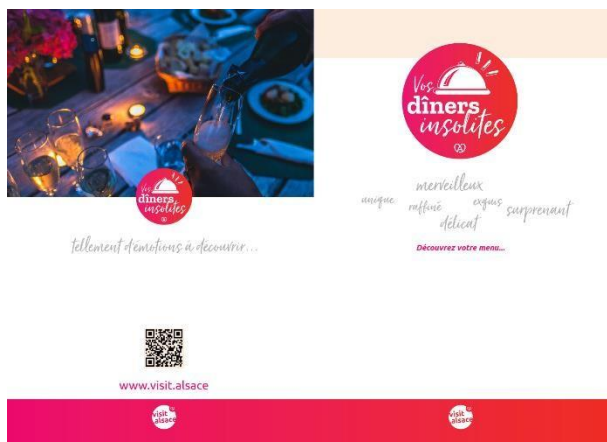 Vos
dîners
insolites
tellement d'émotions à découvrir...
www.visit.alsace
visit
alsace
Vos
dîners
insolites
merveilleux
unique raffiné exquis surprenant
délicat
Découvrez votre menu...
visit
alsace